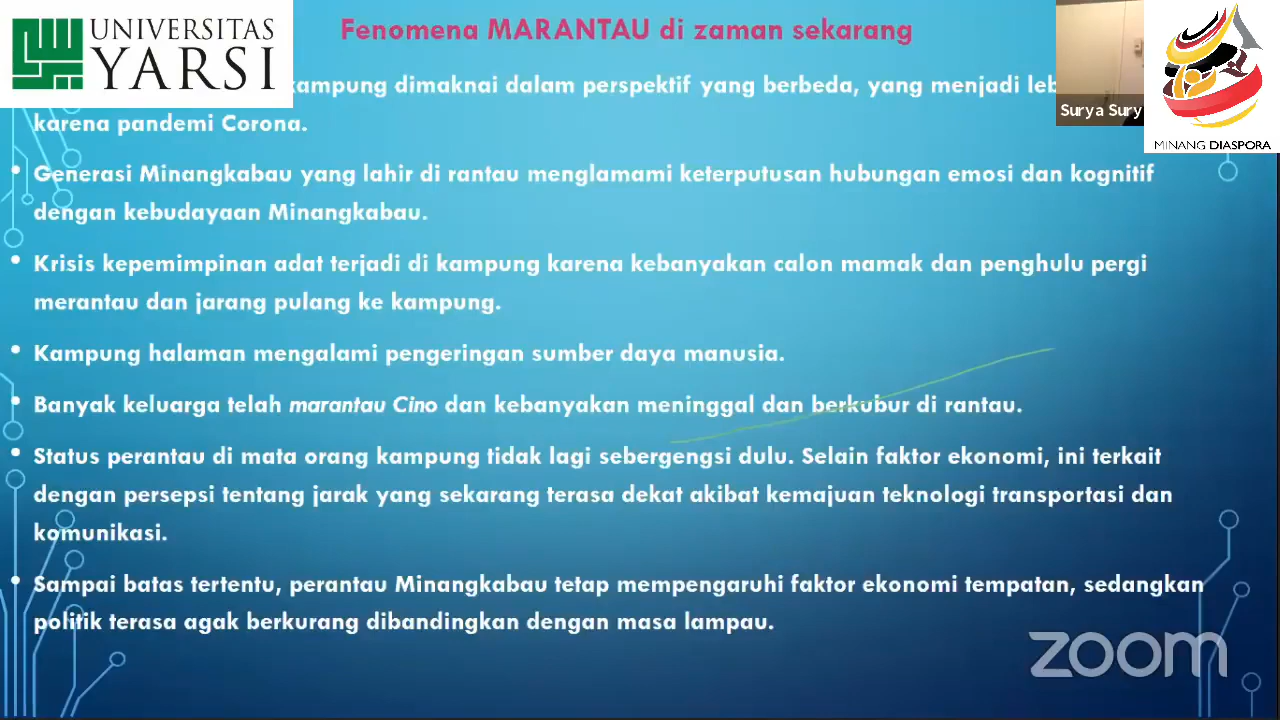 UNIVERSITAS
YARSI
Fenomena MARANTAU di zaman sekarang
Surya Sury
MINANG DIASPORA
kampung dimaknai dalam perspektif yang berbeda, yang menjadi
karena pandemi Corona.
• Generasi Minangkabau yang lahir di rantau menglamami keterputusan hubungan emosi dan kognitif
dengan kebudayaan Minangkabau.
• Krisis kepemimpinan adat terjadi di kampung karena kebanyakan calon mamak dan penghulu pergi
merantau dan jarang pulang ke kampung.
• Kampung halaman mengalami pengeringan sumber daya manusia.
• Banyak keluarga telah marantau Cino dan kebanyakan meninggal dan berkubur di rantau.
• Status perantau di mata orang kampung tidak lagi sebergengsi dulu. Selain faktor ekonomi, ini terkait
dengan persepsi tentang jarak yang sekarang terasa dekat akibat kemajuan teknologi transportasi dan
komunikasi.
• Sampai batas tertentu, perantau Minangkabau tetap mempengaruhi faktor ekonomi tempatan, sedangkan
politik terasa agak berkurang dibandingkan dengan masa lampau.
zoom